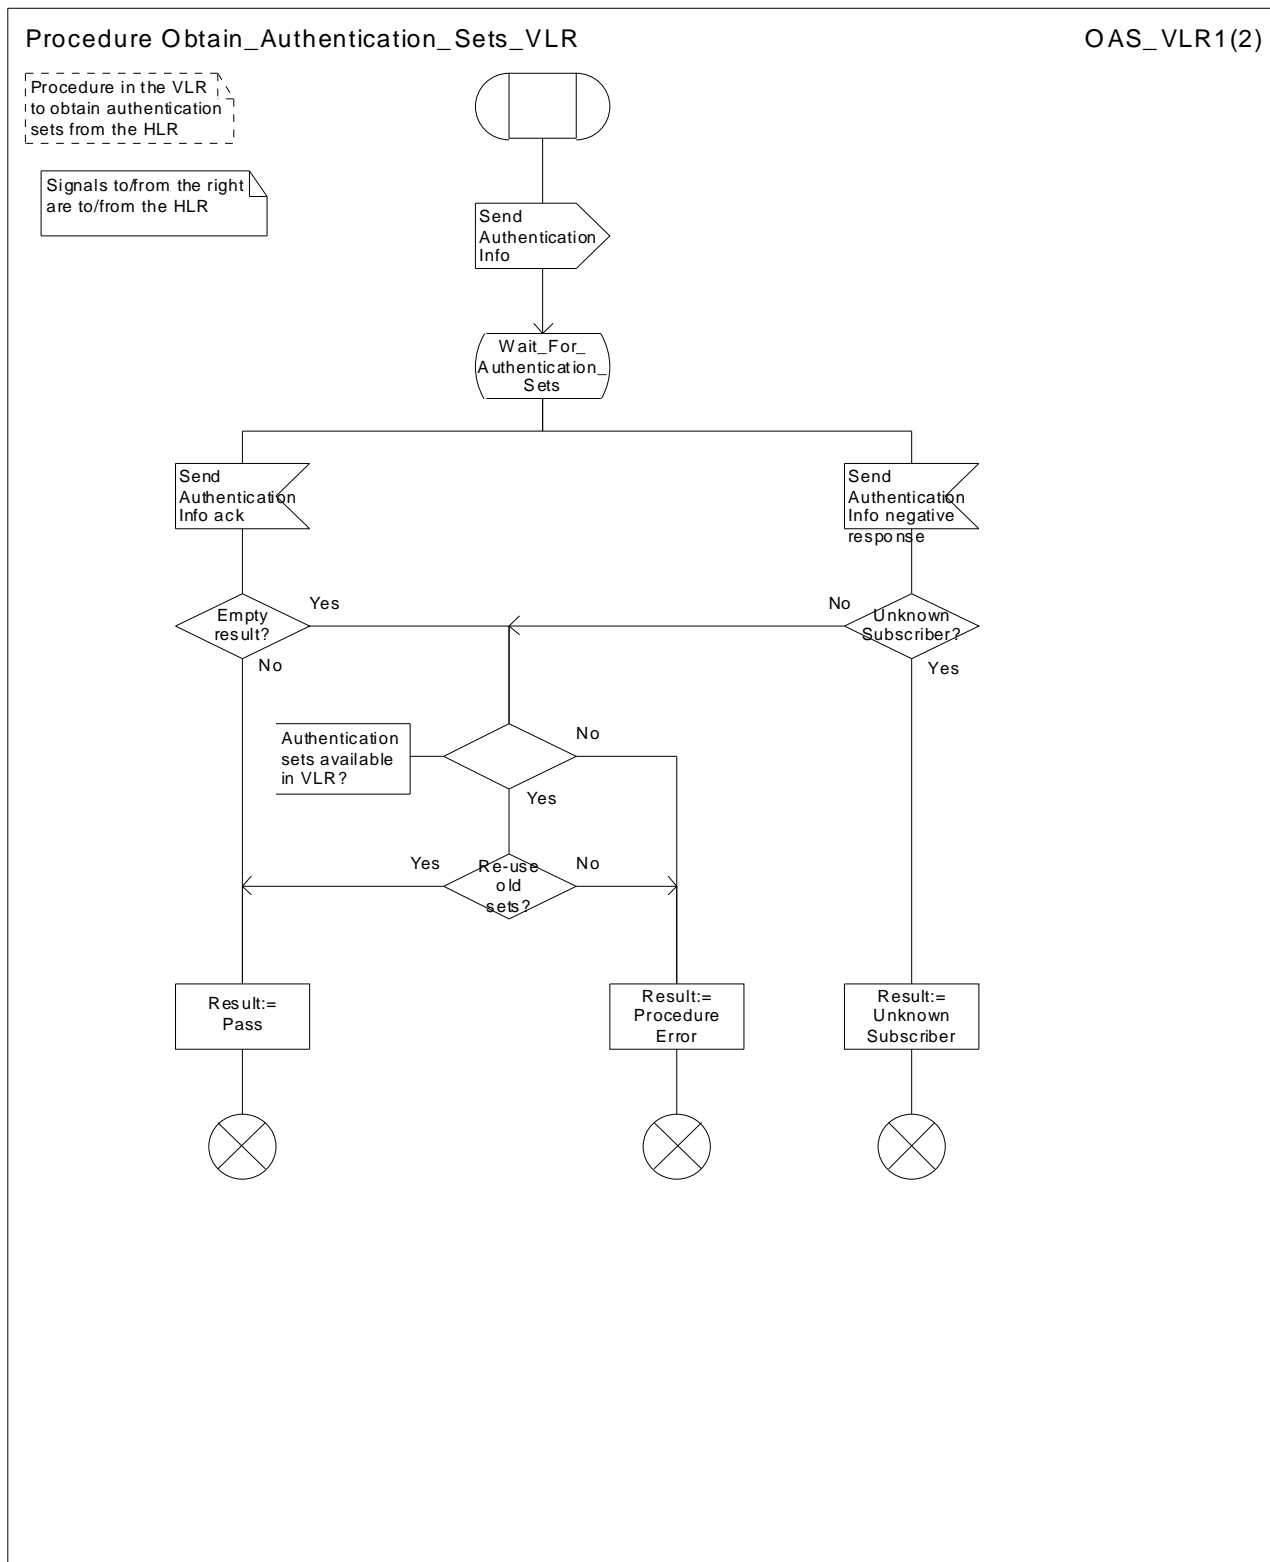 Procedure Obtain_Authentication_Sets_VLR
OAS_VLR1(2)
Procedure in the VLR
to obtain authentication
sets from the HLR
Signals to/from the right
are to/from the HLR
Send
Authentication
Info
Wait_For_
Authentication_
Sets
Send
Authentication
Info ack
Send
Authentication
Info negative
response
Empty
result?
Yes
No
No
Unknown
Subscriber?
Yes
Authentication
sets available
in VLR?
No
Yes
Yes
Re-use
old
sets?
No
Result:=
Pass
Result:=
Procedure
Error
Result:=
Unknown
Subscriber